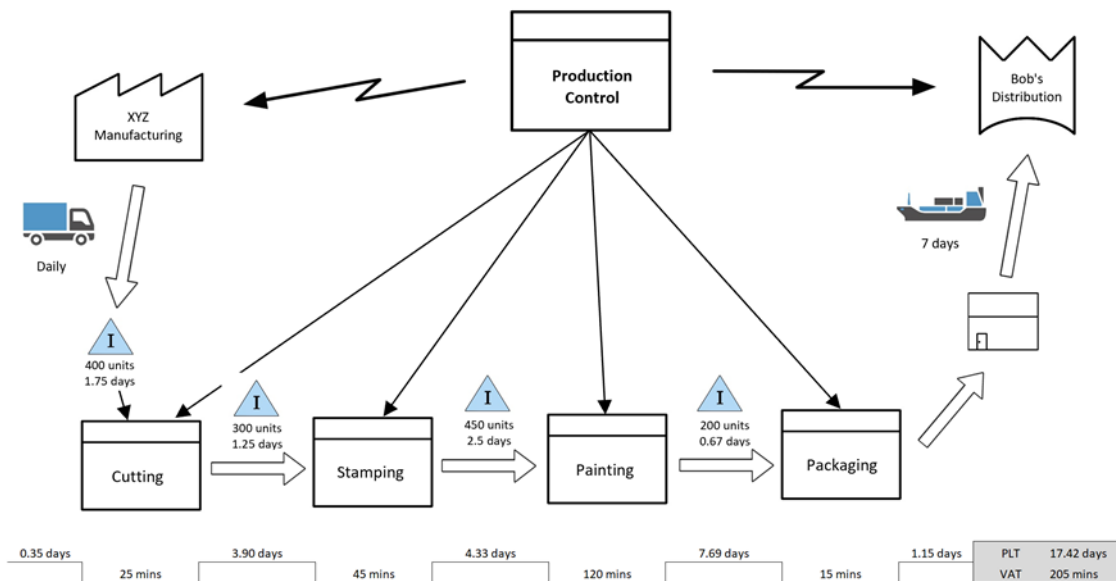 Production
Control
XYZ
Manufacturing
Bob's
Distribution
Daily
7 days
I
400 units
1.75 days
I
300 units
1.25 days
I
450 units
2.5 days
I
200 units
0.67 days
Cutting
Stamping
Painting
Packaging
0.35 days
3.90 days
4.33 days
7.69 days
1.15 days
PLT 17.42 days
25 mins
45 mins
120 mins
15 mins
VAT 205 mins